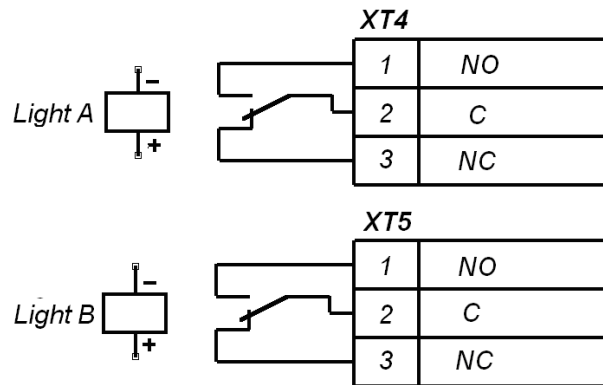 XT4
1 NO
Light A
−
+
2 C
3 NC
XT5
1 NO
Light B
−
+
2 C
3 NC